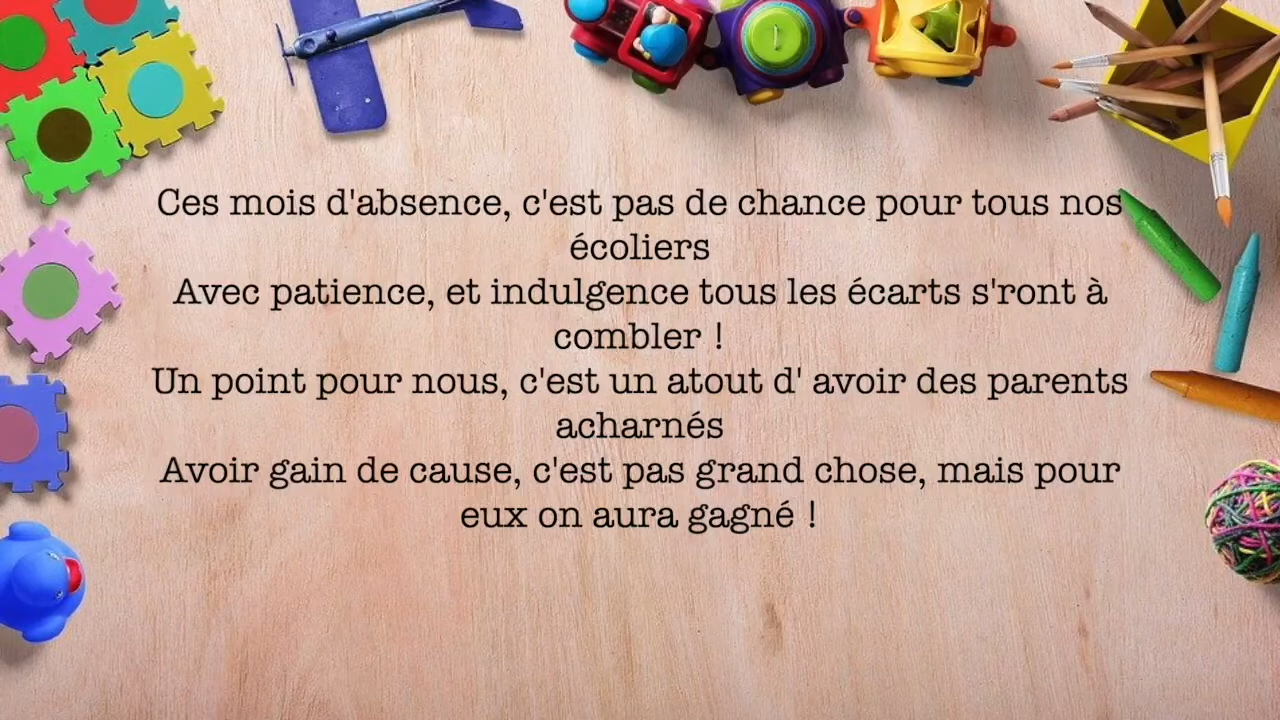 Ces mois d'absence, c'est pas de chance pour tous nos
écoliers
Avec patience, et indulgence tous les écarts s'ront à
combler !
Un point pour nous, c'est un atout d' avoir des parents
acharnés
Avoir gain de cause, c'est pas grand chose, mais pour
eux on aura gagné !